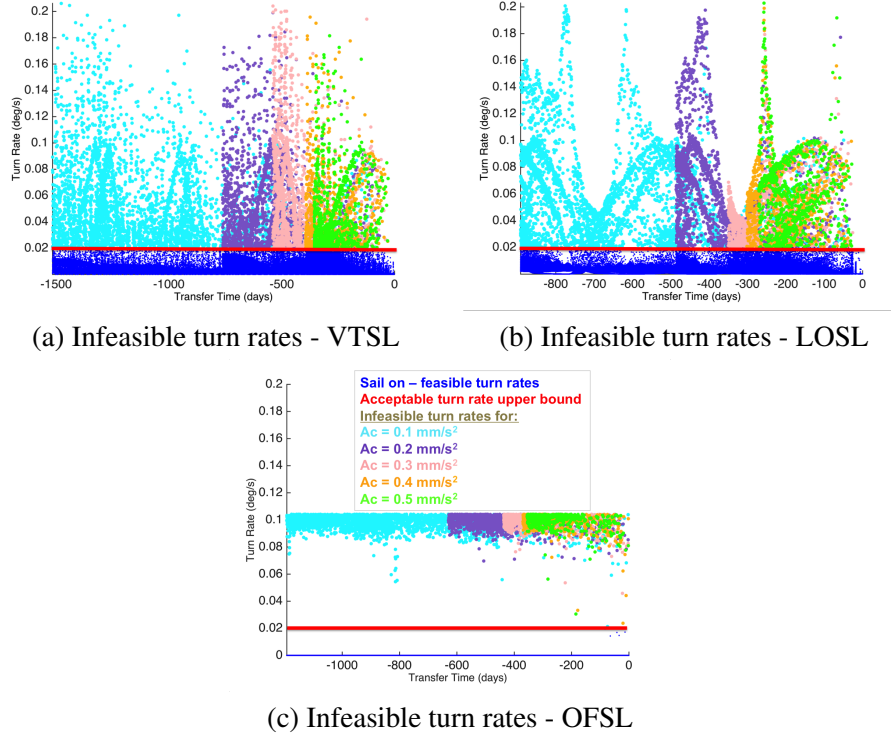 0.2
0.18
0.16
0.14
0.12
0.1
0.08
0.06
0.04
0.02
Turn Rate (deg/s)
-1500
-1000
-500
0
Transfer Time (days)
(a) Infeasible turn rates - VTSL
0.2
0.18
0.16
0.14
0.12
0.1
0.08
0.06
0.04
0.02
Turn Rate (deg/s)
-800
-700
-600
-500
-400
-300
-200
-100
0
Transfer Time (days)
(b) Infeasible turn rates - LOSL
0.2
0.18
0.16
0.14
0.12
0.1
0.08
0.06
0.04
0.02
0
Turn Rate (deg/s)
Sail on – feasible turn rates
Acceptable turn rate upper bound
Infeasible turn rates for:
Ac = 0.1 mm/s²
Ac = 0.2 mm/s²
Ac = 0.3 mm/s²
Ac = 0.4 mm/s²
Ac = 0.5 mm/s²
-1000
-800
-600
-400
-200
0
Transfer Time (days)
(c) Infeasible turn rates - OFSL